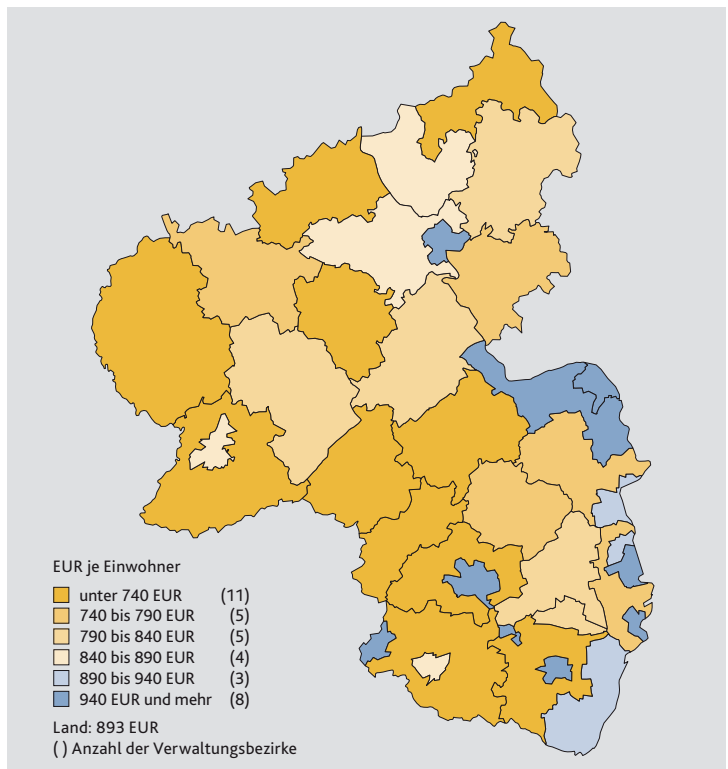 EUR je Einwohner
unter 740 EUR (11)
740 bis 790 EUR (5)
790 bis 840 EUR (5)
840 bis 890 EUR (4)
890 bis 940 EUR (3)
940 EUR und mehr (8)
Land: 893 EUR
( ) Anzahl der Verwaltungsbezirke